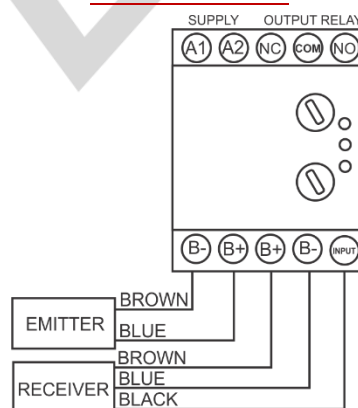 SUPPLY OUTPUT RELAY
A1 A2 NC COM NO
B- B+ B+ B- INPUT
BROWN
EMITTER
BLUE
BROWN
RECEIVER BLUE
BLACK